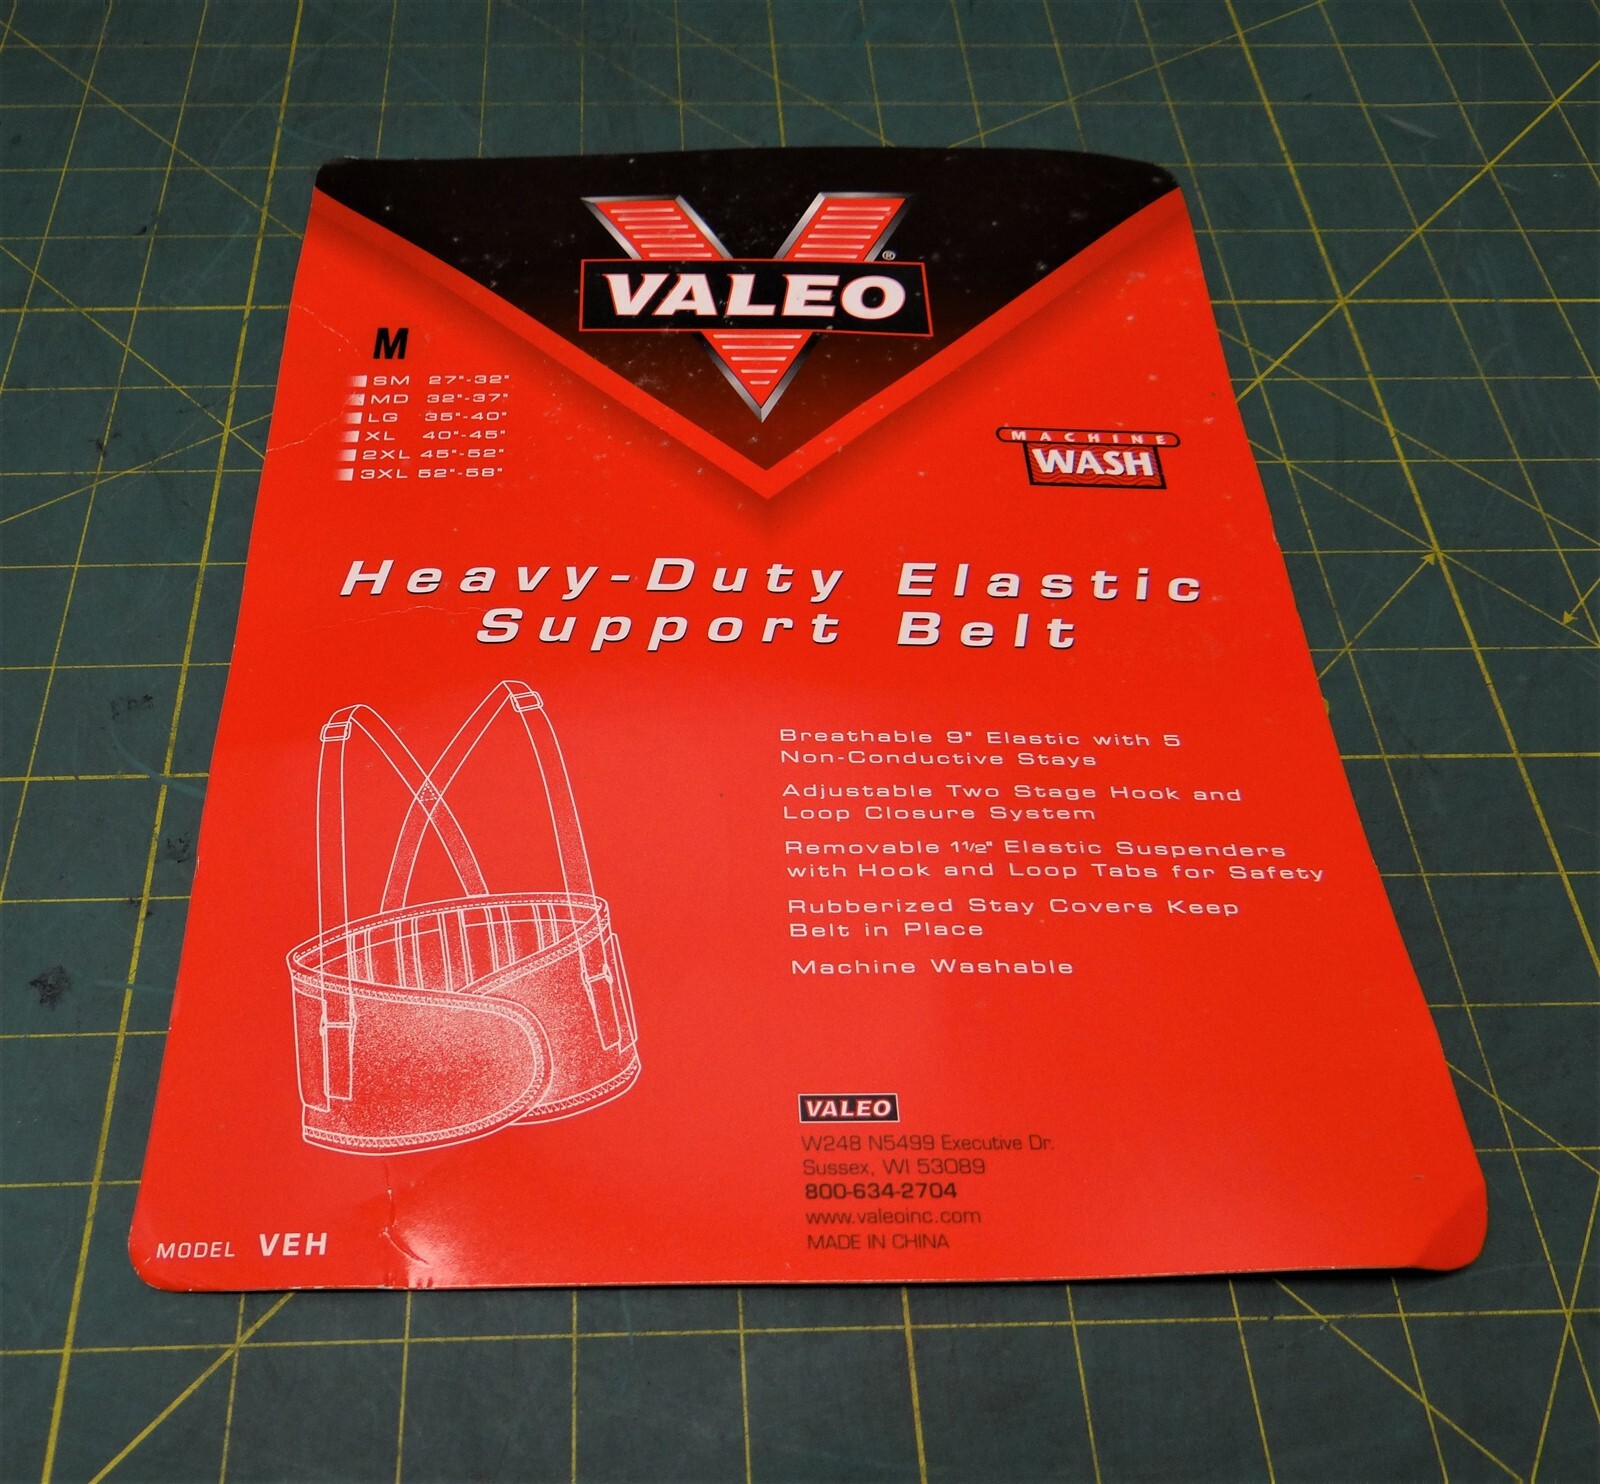 VALEO®
M
SM 27"-32"
MD 32"-37"
LG 35"-40"
XL 40"-45"
2XL 45"-52"
3XL 52"-58"
MACHINE
WASH
Heavy-Duty Elastic
Support Belt
Breathable 9" Elastic with 5
Non-Conductive Stays
Adjustable Two Stage Hook and
Loop Closure System
Removable 1½" Elastic Suspenders
with Hook and Loop Tabs for Safety
Rubberized Stay Covers Keep
Belt in Place
Machine Washable
VALEO
W248 N5499 Executive Dr.
Sussex, WI 53089
800-634-2704
www.valeoinc.com
MADE IN CHINA
MODEL VEH